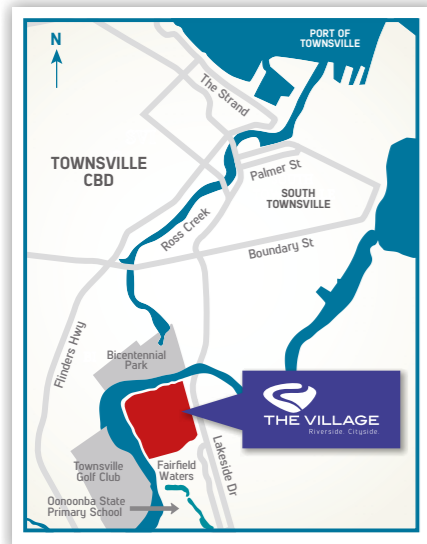 N
PORT OF
TOWNSVILLE
The Strand
TOWNSVILLE
CBD
Palmer St
SOUTH
TOWNSVILLE
Ross Creek
Boundary St
Flinders Hwy
Bicentennial
Park
THE VILLAGE
Riverside. Cityside.
Lakeside Dr
Townsville
Golf Club
Fairfield
Waters
Oonoonba State
Primary School